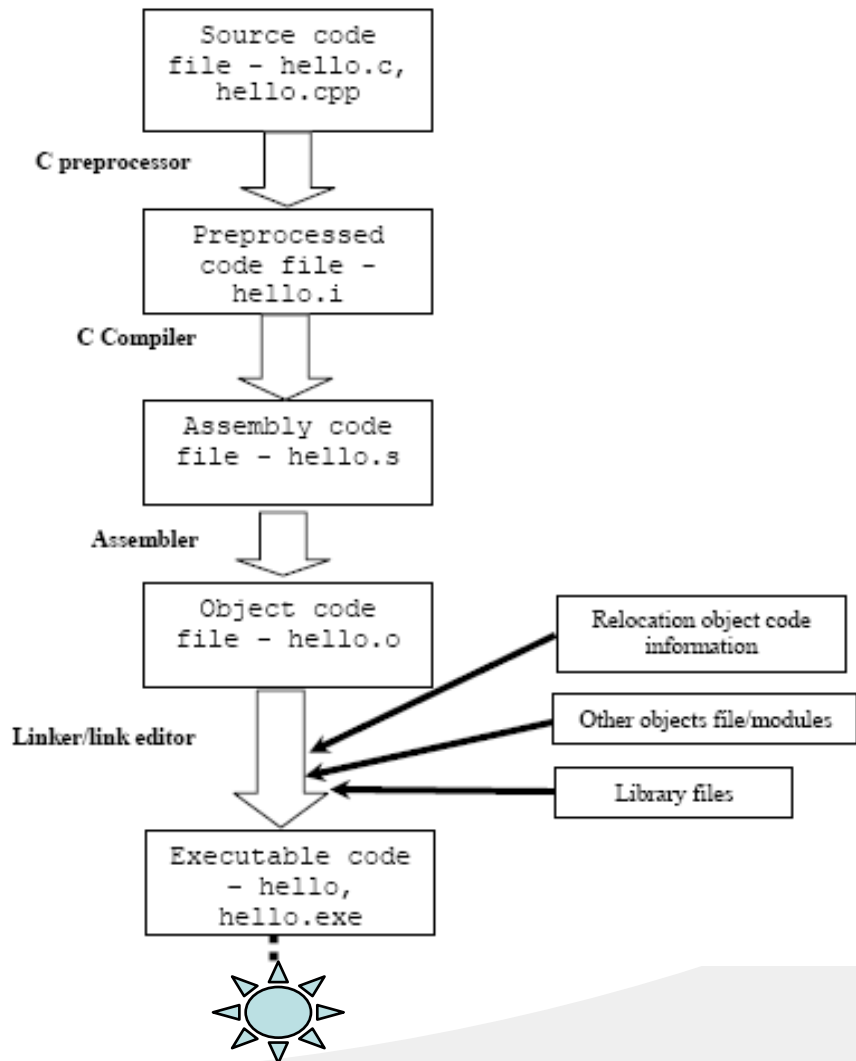 Source code
file - hello.c,
hello.cpp
C preprocessor
Preprocessed
code file -
hello.i
C Compiler
Assembly code
file - hello.s
Assembler
Object code
file - hello.o
Relocation object code
information
Other objects file/modules
Linker/link editor
Library files
Executable code
- hello,
hello.exe